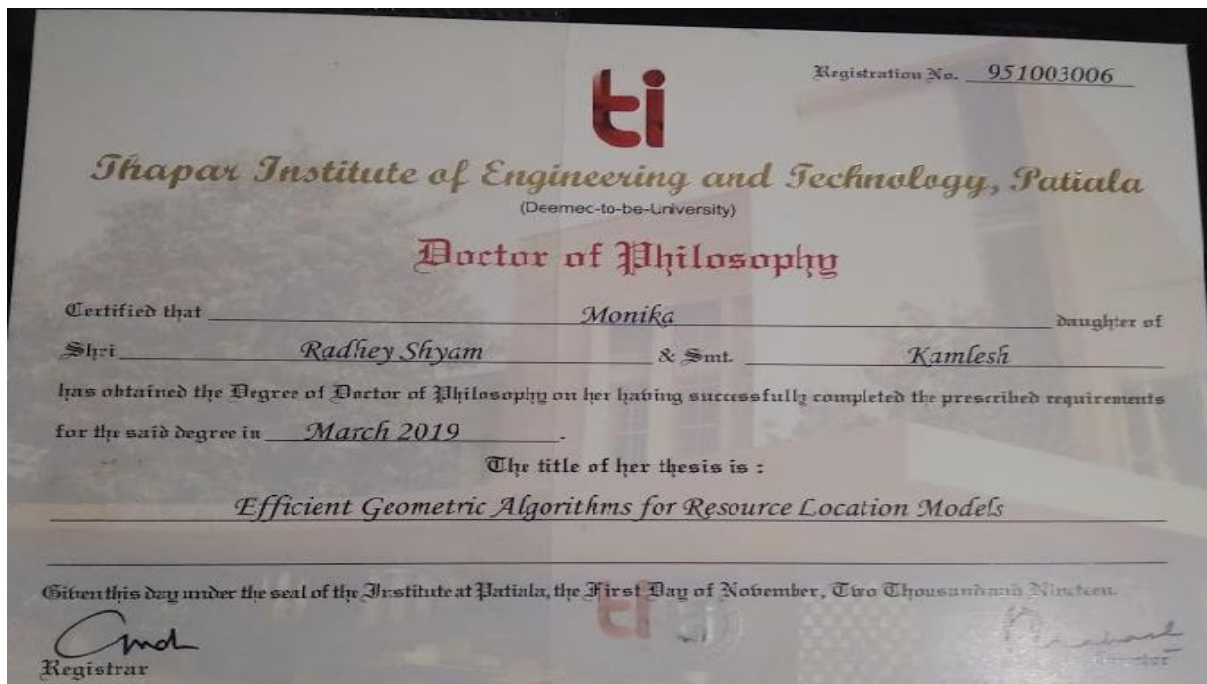 Registration No. 951003006
ti
Thapar Institute of Engineering and Technology, Patiala
(Deemed-to-be-University)
Doctor of Philosophy
Certified that Monika daughter of
Shri Radhey Shyam & Smt. Kamlesh
has obtained the Degree of Doctor of Philosophy on her having successfully completed the prescribed requirements
for the said degree in March 2019.
The title of her thesis is :
Efficient Geometric Algorithms for Resource Location Models
Given this day under the seal of the Institute at Patiala, the First Day of November, Two Thousand and Nineteen.
Registrar
Director